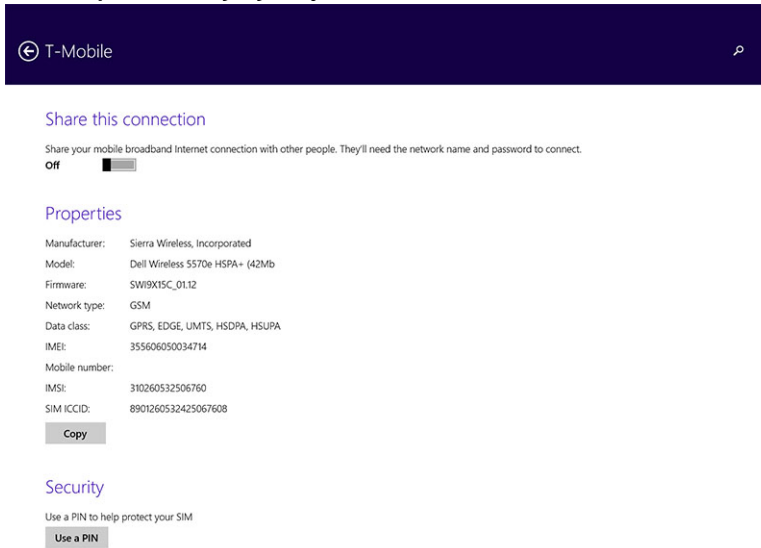 T-Mobile
Share this connection
Share your mobile broadband Internet connection with other people. They'll need the network name and password to connect.
Off
Properties
Manufacturer: Sierra Wireless, Incorporated
Model: Dell Wireless 5570e HSPA+ (42Mb
Firmware: SWI9X15C_01.12
Network type: GSM
Data class: GPRS, EDGE, UMTS, HSDPA, HSUPA
IMEI: 355606050034714
Mobile number:
IMSI: 310260532506760
SIM ICCID: 8901260532425067608
Copy
Security
Use a PIN to help protect your SIM
Use a PIN